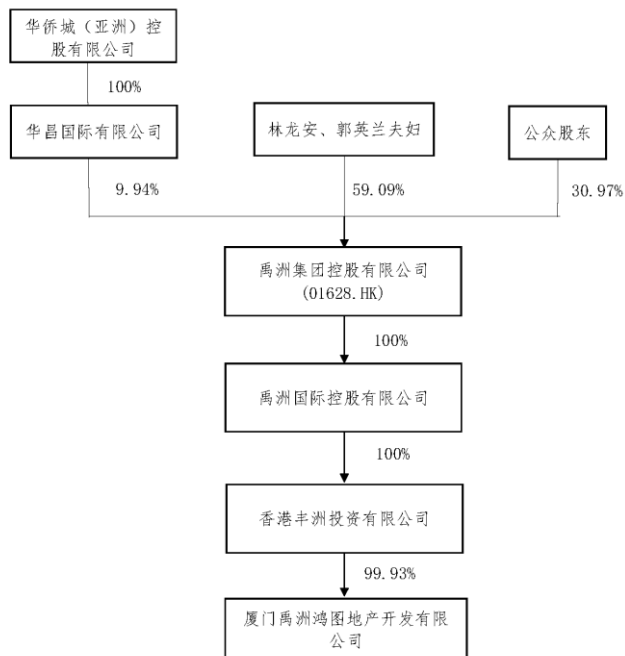 华侨城（亚洲）控
股有限公司
100%
华昌国际有限公司
林龙安、郭英兰夫妇
公众股东
9.94%
59.09%
30.97%
禹洲集团控股有限公司
(01628.HK)
100%
禹洲国际控股有限公司
100%
香港丰洲投资有限公司
99.93%
厦门禹洲鸿图地产开发有限
公司